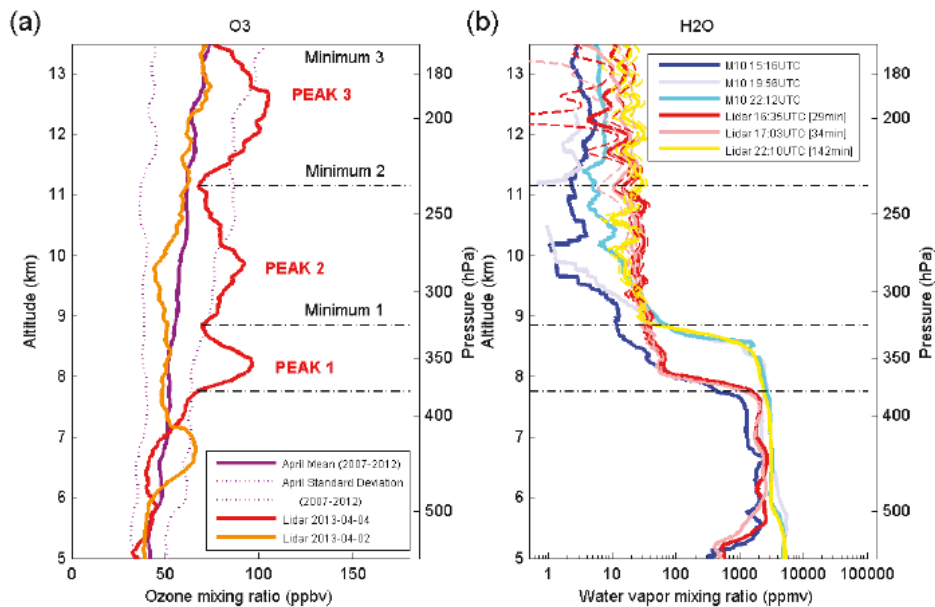 (a)
O3
13
12
11
10
9
8
7
6
5
Altitude (km)
0
50
100
150
Ozone mixing ratio (ppbv)
180
200
250
300
350
400
500
Pressure (hPa)
Minimum 3
PEAK 3
Minimum 2
PEAK 2
Minimum 1
PEAK 1
April Mean (2007-2012)
April Standard Deviation
(2007-2012)
Lidar 2013-04-04
Lidar 2013-04-02
(b)
H2O
13
12
11
10
9
8
7
6
5
Altitude (km)
1
10
100
1000
10000
100000
Water vapor mixing ratio (ppmv)
180
200
250
300
350
400
500
Pressure (hPa)
M10 15:16UTC
M10 19:56UTC
M10 22:12UTC
Lidar 16:35UTC [29min]
Lidar 17:03UTC [34min]
Lidar 22:10UTC [142min]